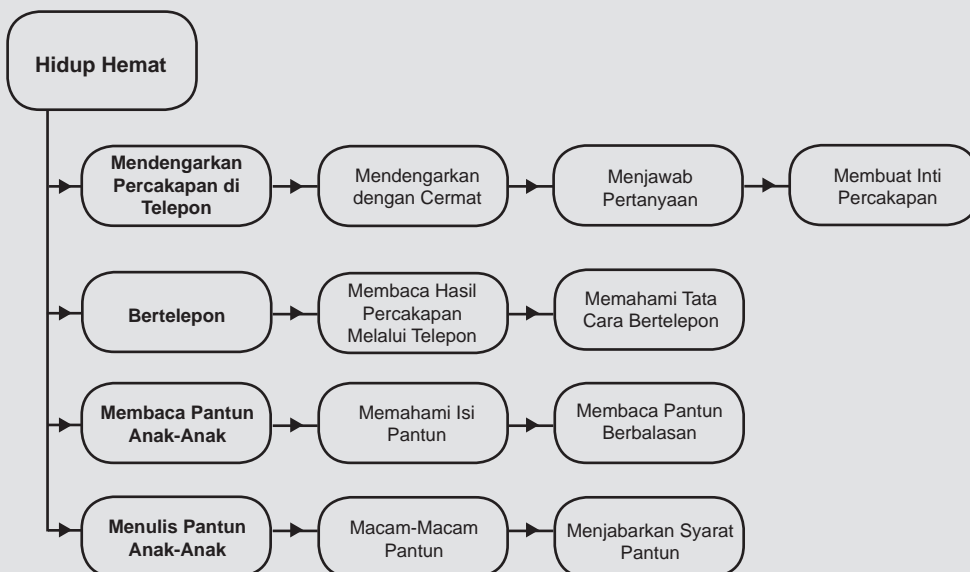 Hidup Hemat
Mendengarkan
Percakapan di
Telepon
Mendengarkan
dengan Cermat
Menjawab
Pertanyaan
Membuat Inti
Percakapan
Bertelepon
Membaca Hasil
Percakapan
Melalui Telepon
Memahami Tata
Cara Bertelepon
Membaca Pantun
Anak-Anak
Memahami Isi
Pantun
Membaca Pantun
Berbalasan
Menulis Pantun
Anak-Anak
Macam-Macam
Pantun
Menjabarkan Syarat
Pantun